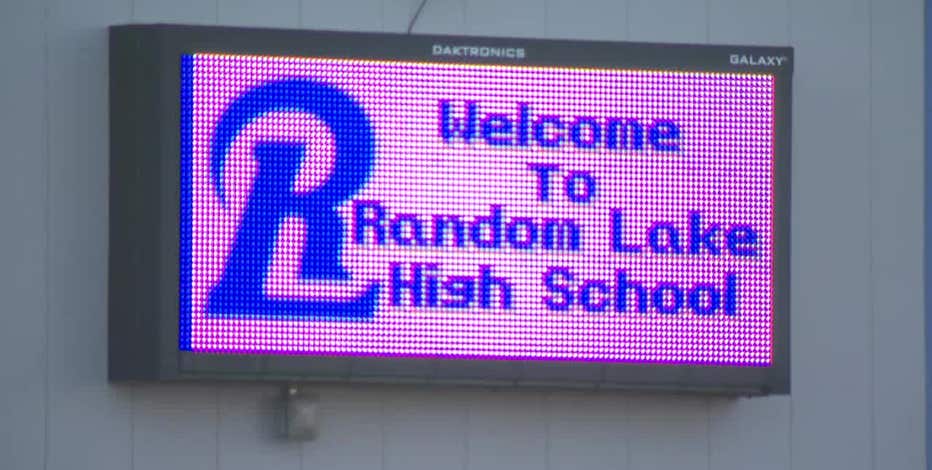 DAKTRONICS
GALAXY
RL
Welcome
To
Random Lake
High School